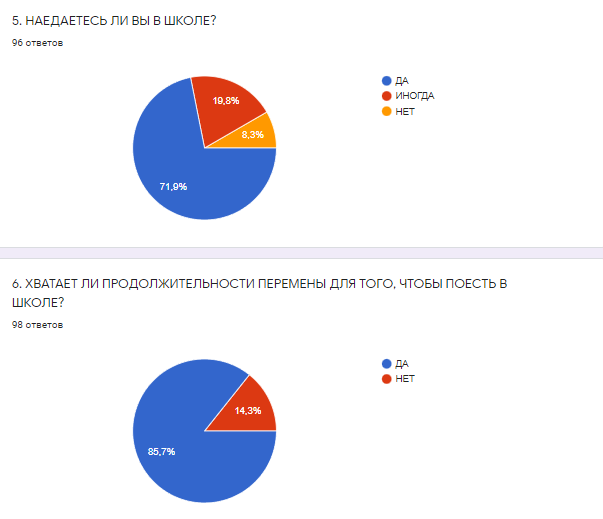 5. НАЕДАЕТЕСЬ ЛИ ВЫ В ШКОЛЕ?
96 ответов
ДА
ИНОГДА
НЕТ
19,8%
8,3%
71,9%
6. ХВАТАЕТ ЛИ ПРОДОЛЖИТЕЛЬНОСТИ ПЕРЕМЕНЫ ДЛЯ ТОГО, ЧТОБЫ ПОЕСТЬ В
ШКОЛЕ?
98 ответов
ДА
НЕТ
14,3%
85,7%